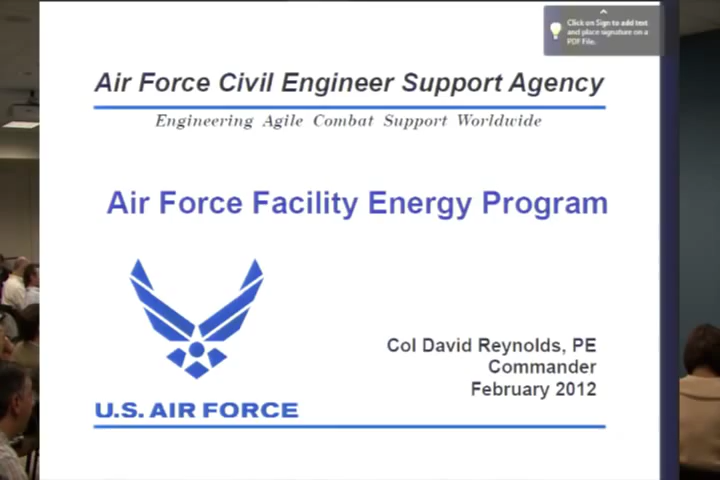 Click on Sign to add text
and place signature on a
PDF File.
Air Force Civil Engineer Support Agency
Engineering Agile Combat Support Worldwide
Air Force Facility Energy Program
Col David Reynolds, PE
Commander
February 2012
U.S. AIR FORCE